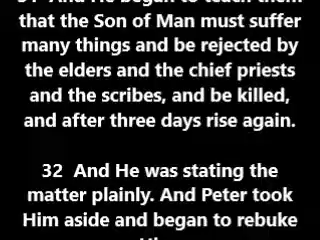 31 And He began to teach them
that the Son of Man must suffer
many things and be rejected by
the elders and the chief priests
and the scribes, and be killed,
and after three days rise again.
32 And He was stating the
matter plainly. And Peter took
Him aside and began to rebuke